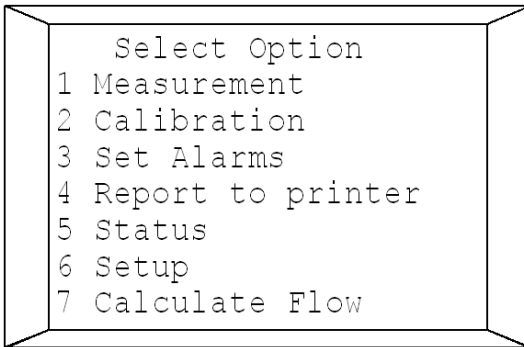 Select Option
1 Measurement
2 Calibration
3 Set Alarms
4 Report to printer
5 Status
6 Setup
7 Calculate Flow